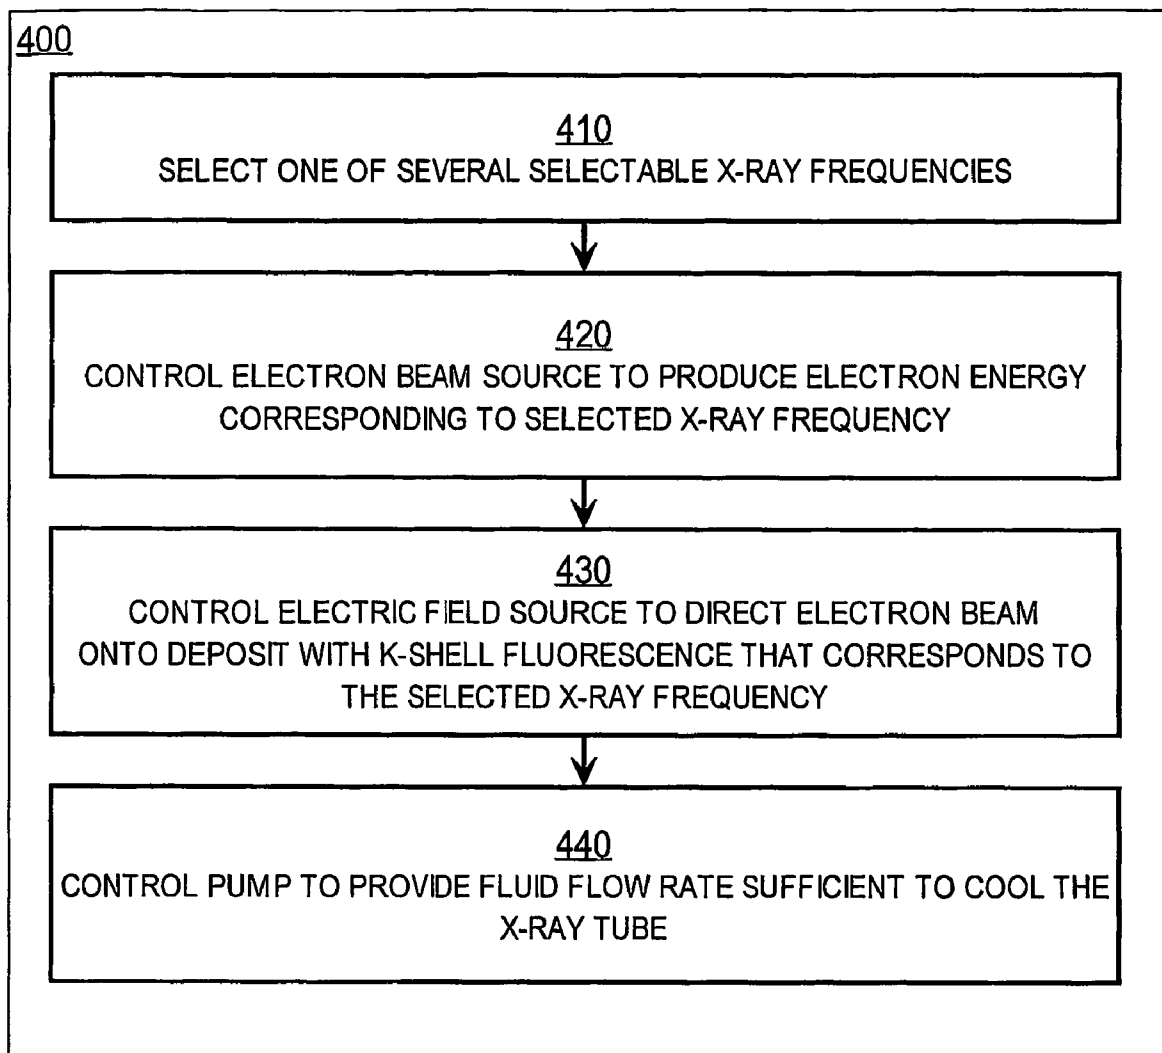 400
410
SELECT ONE OF SEVERAL SELECTABLE X-RAY FREQUENCIES
420
CONTROL ELECTRON BEAM SOURCE TO PRODUCE ELECTRON ENERGY
CORRESPONDING TO SELECTED X-RAY FREQUENCY
430
CONTROL ELECTRIC FIELD SOURCE TO DIRECT ELECTRON BEAM
ONTO DEPOSIT WITH K-SHELL FLUORESCENCE THAT CORRESPONDS TO
THE SELECTED X-RAY FREQUENCY
440
CONTROL PUMP TO PROVIDE FLUID FLOW RATE SUFFICIENT TO COOL THE
X-RAY TUBE